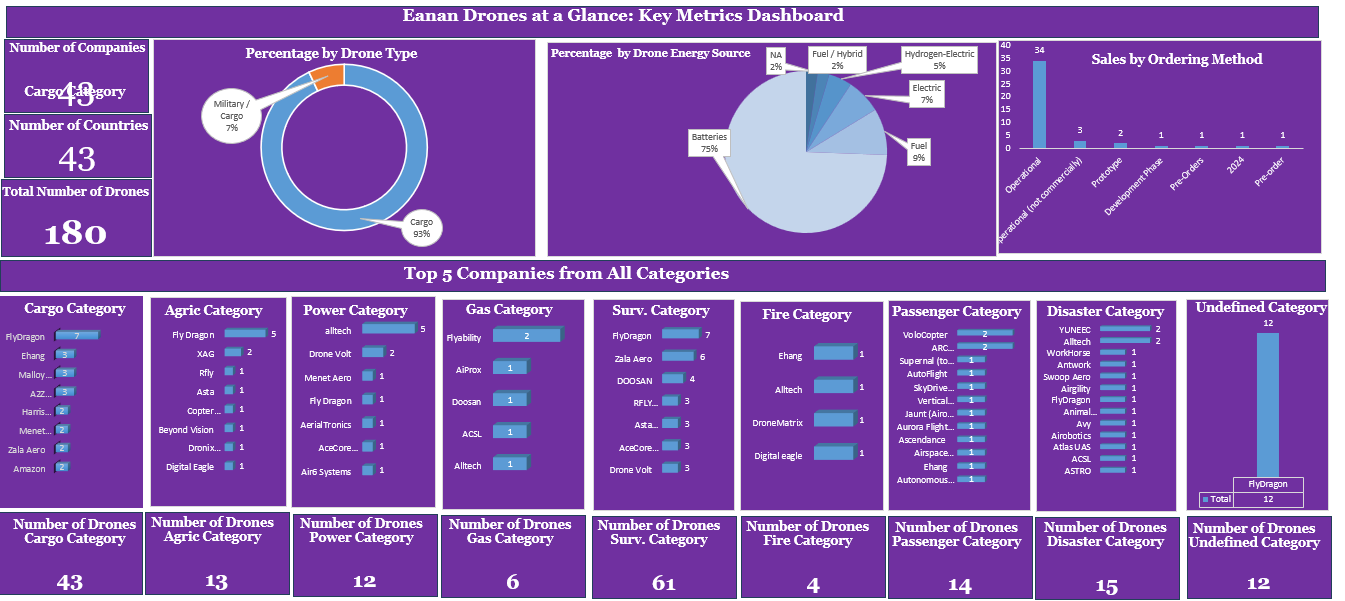 Eanan Drones at a Glance: Key Metrics Dashboard
Number of Companies
43
Cargo Category
Number of Countries
43
Total Number of Drones
180
Percentage by Drone Type
Military /
Cargo
7%
Cargo
93%
Percentage by Drone Energy Source
NA
2%
Fuel / Hybrid
2%
Hydrogen-Electric
5%
Electric
7%
Fuel
9%
Batteries
75%
Sales by Ordering Method
40
35
30
25
20
15
10
5
0
34
3
2
1
1
1
1
Operational
perational (not commercially)
Prototype
Development Phase
Pre-Orders
2024
Pre-order
Top 5 Companies from All Categories
Cargo Category
FlyDragon 7
Ehang 3
Malloy... 3
A2Z... 3
Harris... 2
Menet... 2
Zala Aero 2
Amazon 2
Agric Category
Fly Dragon 5
XAG 2
Rfly 1
Asta 1
Copter... 1
Beyond Vision 1
Dronix... 1
Digital Eagle 1
Power Category
alltech 5
Drone Volt 2
Menet Aero 1
Fly Dragon 1
AerialTronics 1
AceCore... 1
Air6 Systems 1
Gas Category
Flyability 2
AiProx 1
Doosan 1
ACSL 1
Alltech 1
Surv. Category
FlyDragon 7
Zala Aero 6
DOOSAN 4
RFLY... 3
Asta... 3
AceCore... 3
Drone Volt 3
Fire Category
Ehang 1
Alltech 1
DroneMatrix 1
Digital eagle 1
Passenger Category
VoloCopter 2
ARC... 2
Supernal (to... 1
AutoFlight 1
SkyDrive... 1
Vertical... 1
Jaunt (Airo... 1
Aurora Flight... 1
Ascendance 1
Airspace... 1
Ehang 1
Autonomous... 1
Disaster Category
YUNEEC 2
Alltech 2
WorkHorse 1
Antwork 1
Swoop Aero 1
Airgility 1
FlyDragon 1
Animal... 1
Avy 1
Airobotics 1
Atlas UAS 1
ACSL 1
ASTRO 1
Undefined Category
12
FlyDragon
Total 12
Number of Drones
Cargo Category
43
Number of Drones
Agric Category
13
Number of Drones
Power Category
12
Number of Drones
Gas Category
6
Number of Drones
Surv. Category
61
Number of Drones
Fire Category
4
Number of Drones
Passenger Category
14
Number of Drones
Disaster Category
15
Number of Drones
Undefined Category
12